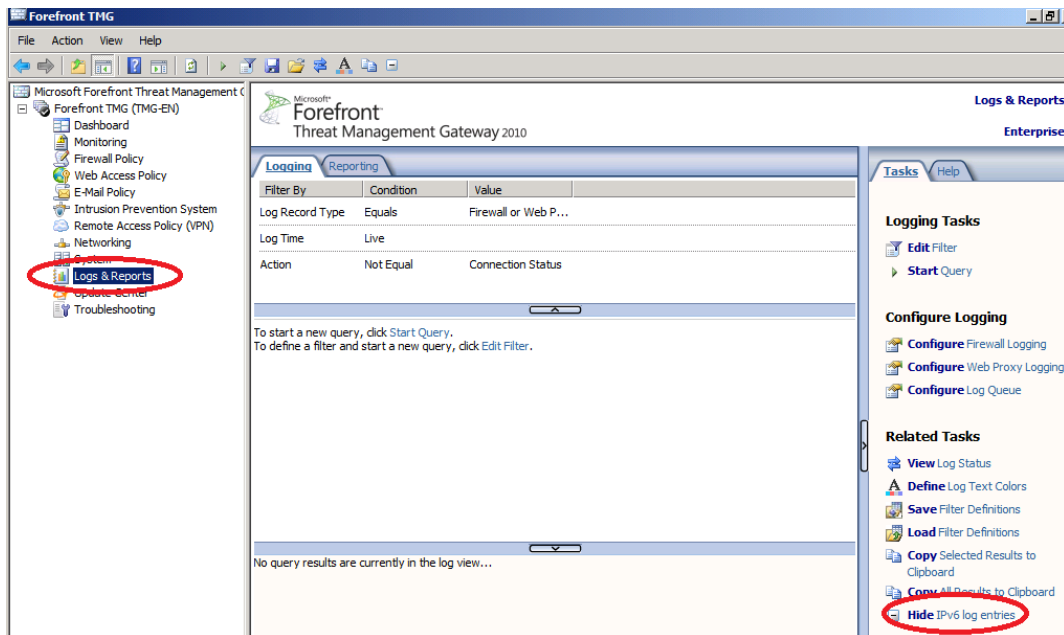 Forefront TMG
File Action View Help
Microsoft Forefront Threat Management
Forefront TMG (TMG-EN)
Dashboard
Monitoring
Firewall Policy
Web Access Policy
E-Mail Policy
Intrusion Prevention System
Remote Access Policy (VPN)
Networking
System
Logs & Reports
Update Center
Troubleshooting
Microsoft
Forefront
Threat Management Gateway 2010
Logs & Reports
Enterprise
Logging Reporting
Filter By Condition Value
Log Record Type Equals Firewall or Web P...
Log Time Live
Action Not Equal Connection Status
To start a new query, click Start Query.
To define a filter and start a new query, click Edit Filter.
No query results are currently in the log view...
Tasks Help
Logging Tasks
Edit Filter
Start Query
Configure Logging
Configure Firewall Logging
Configure Web Proxy Logging
Configure Log Queue
Related Tasks
View Log Status
Define Log Text Colors
Save Filter Definitions
Load Filter Definitions
Copy Selected Results to
Clipboard
Copy All Results to Clipboard
Hide IPv6 log entries